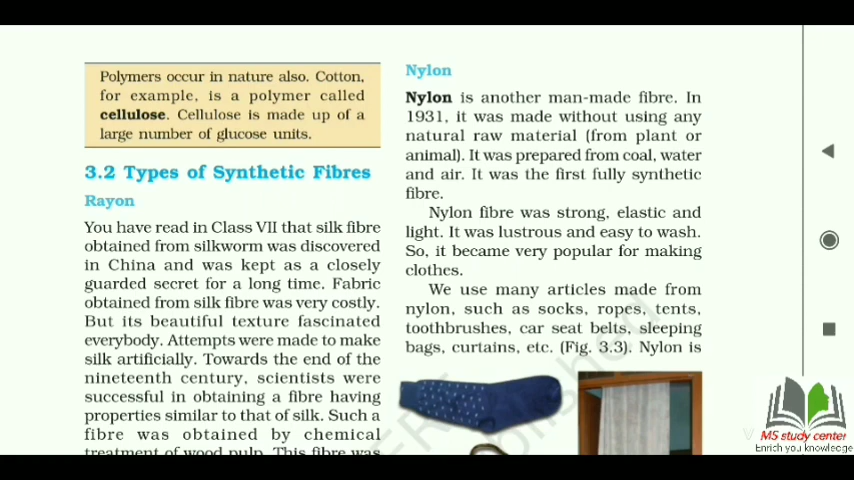 Polymers occur in nature also. Cotton,
for example, is a polymer called
cellulose. Cellulose is made up of a
large number of glucose units.
3.2 Types of Synthetic Fibres
Rayon
You have read in Class VII that silk fibre
obtained from silkworm was discovered
in China and was kept as a closely
guarded secret for a long time. Fabric
obtained from silk fibre was very costly.
But its beautiful texture fascinated
everybody. Attempts were made to make
silk artificially. Towards the end of the
nineteenth century, scientists were
successful in obtaining a fibre having
properties similar to that of silk. Such a
fibre was obtained by chemical
treatment of wood pulp. This fibre was
Nylon
Nylon is another man-made fibre. In
1931, it was made without using any
natural raw material (from plant or
animal). It was prepared from coal, water
and air. It was the first fully synthetic
fibre.
Nylon fibre was strong, elastic and
light. It was lustrous and easy to wash.
So, it became very popular for making
clothes.
We use many articles made from
nylon, such as socks, ropes, tents,
toothbrushes, car seat belts, sleeping
bags, curtains, etc. (Fig. 3.3). Nylon is
MS study center
Enrich you knowledge